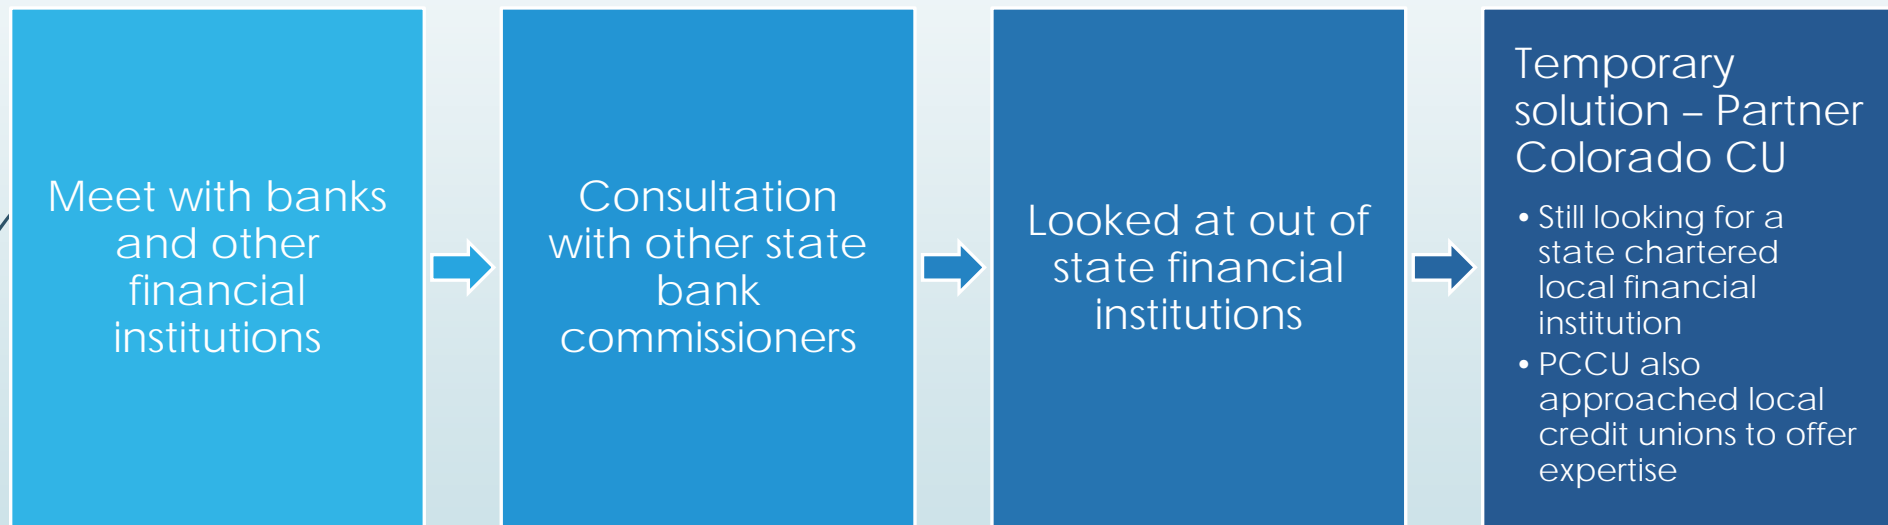 Meet with banks
and other
financial
institutions
Consultation
with other state
bank
commissioners
Looked at out of
state financial
institutions
Temporary
solution – Partner
Colorado CU
• Still looking for a
state chartered
local financial
institution
• PCCU also
approached local
credit unions to offer
expertise